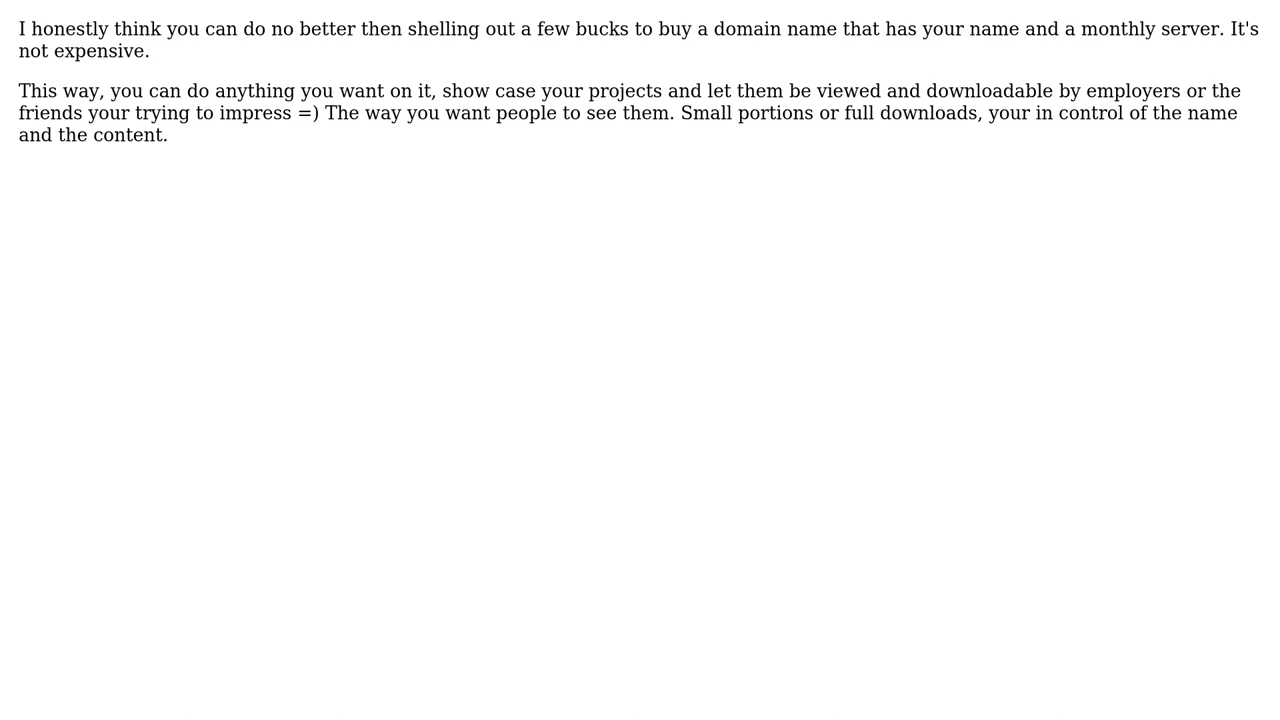 I honestly think you can do no better then shelling out a few bucks to buy a domain name that has your name and a monthly server. It's
not expensive.
This way, you can do anything you want on it, show case your projects and let them be viewed and downloadable by employers or the
friends your trying to impress =) The way you want people to see them. Small portions or full downloads, your in control of the name
and the content.